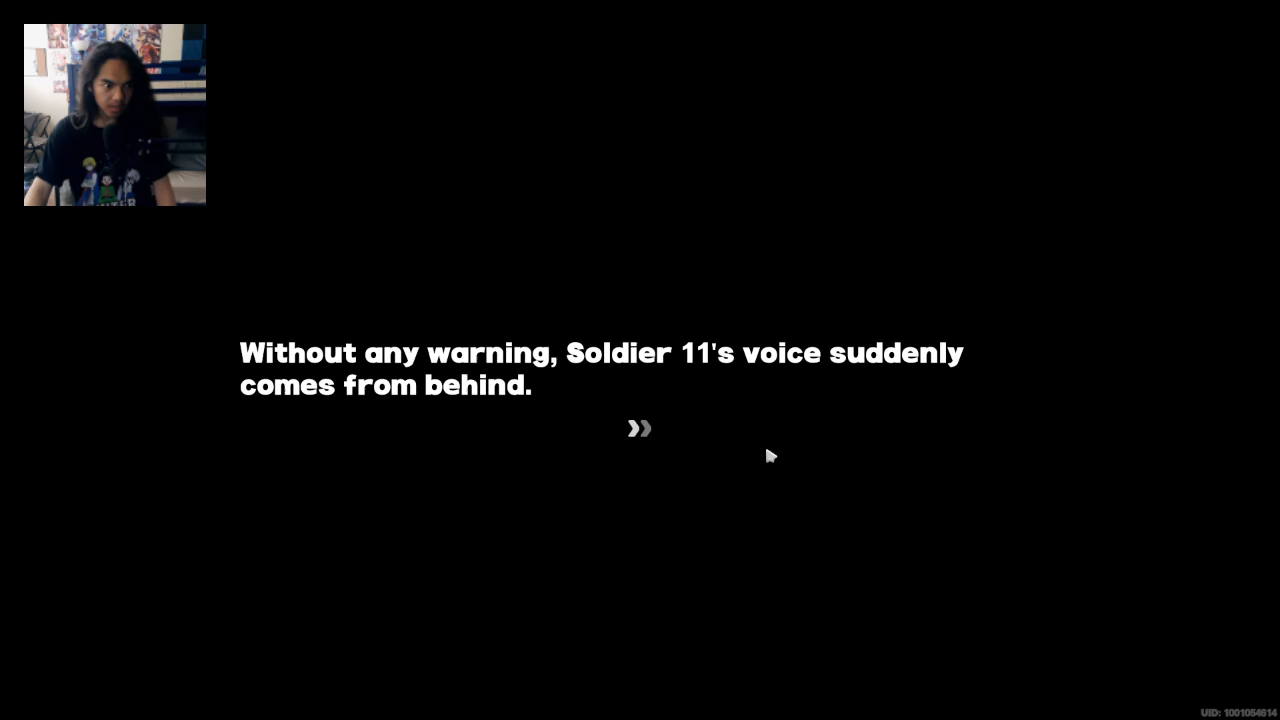 Without any warning, Soldier 11's voice suddenly
comes from behind.
UID: 1001054614